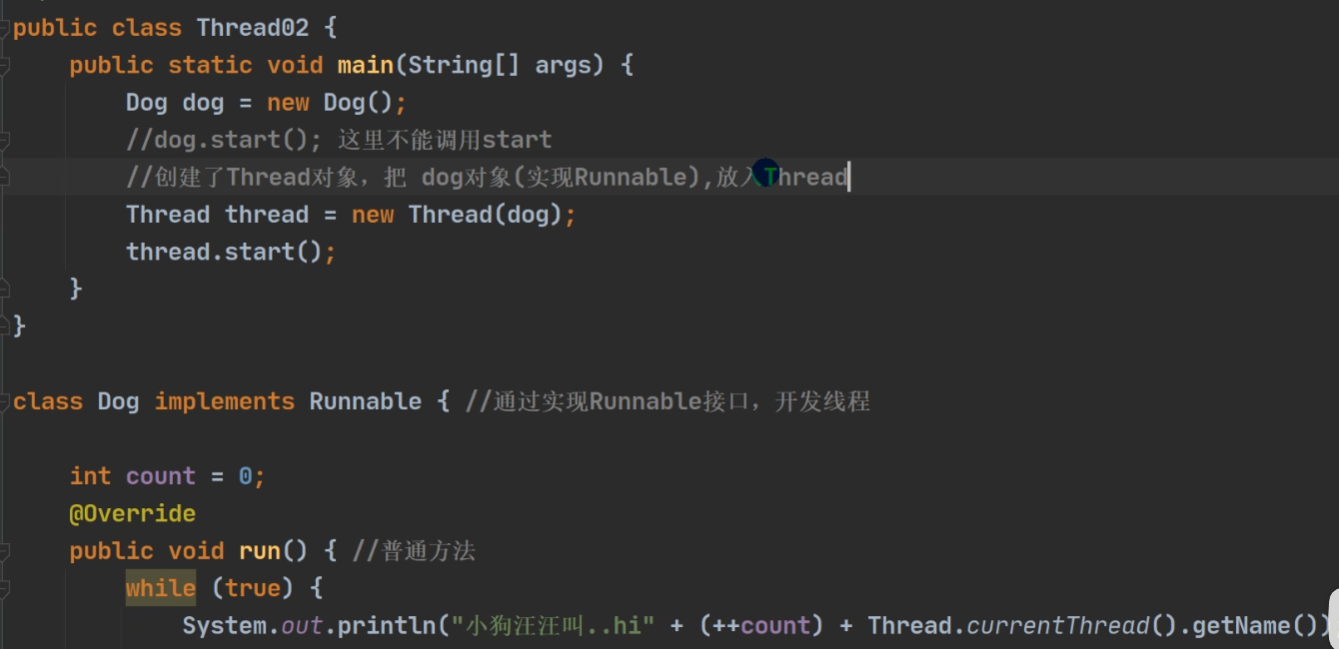 public class Thread02 {
public static void main(String[] args) {
Dog dog = new Dog();
//dog.start(); 这里不能调用start
//创建了Thread对象，把 dog对象(实现Runnable),放入Thread
Thread thread = new Thread(dog);
thread.start();
}
}
class Dog implements Runnable { //通过实现Runnable接口，开发线程
int count = 0;
@Override
public void run() { //普通方法
while (true) {
System.out.println("小狗汪汪叫..hi" + (++count) + Thread.currentThread().getName())